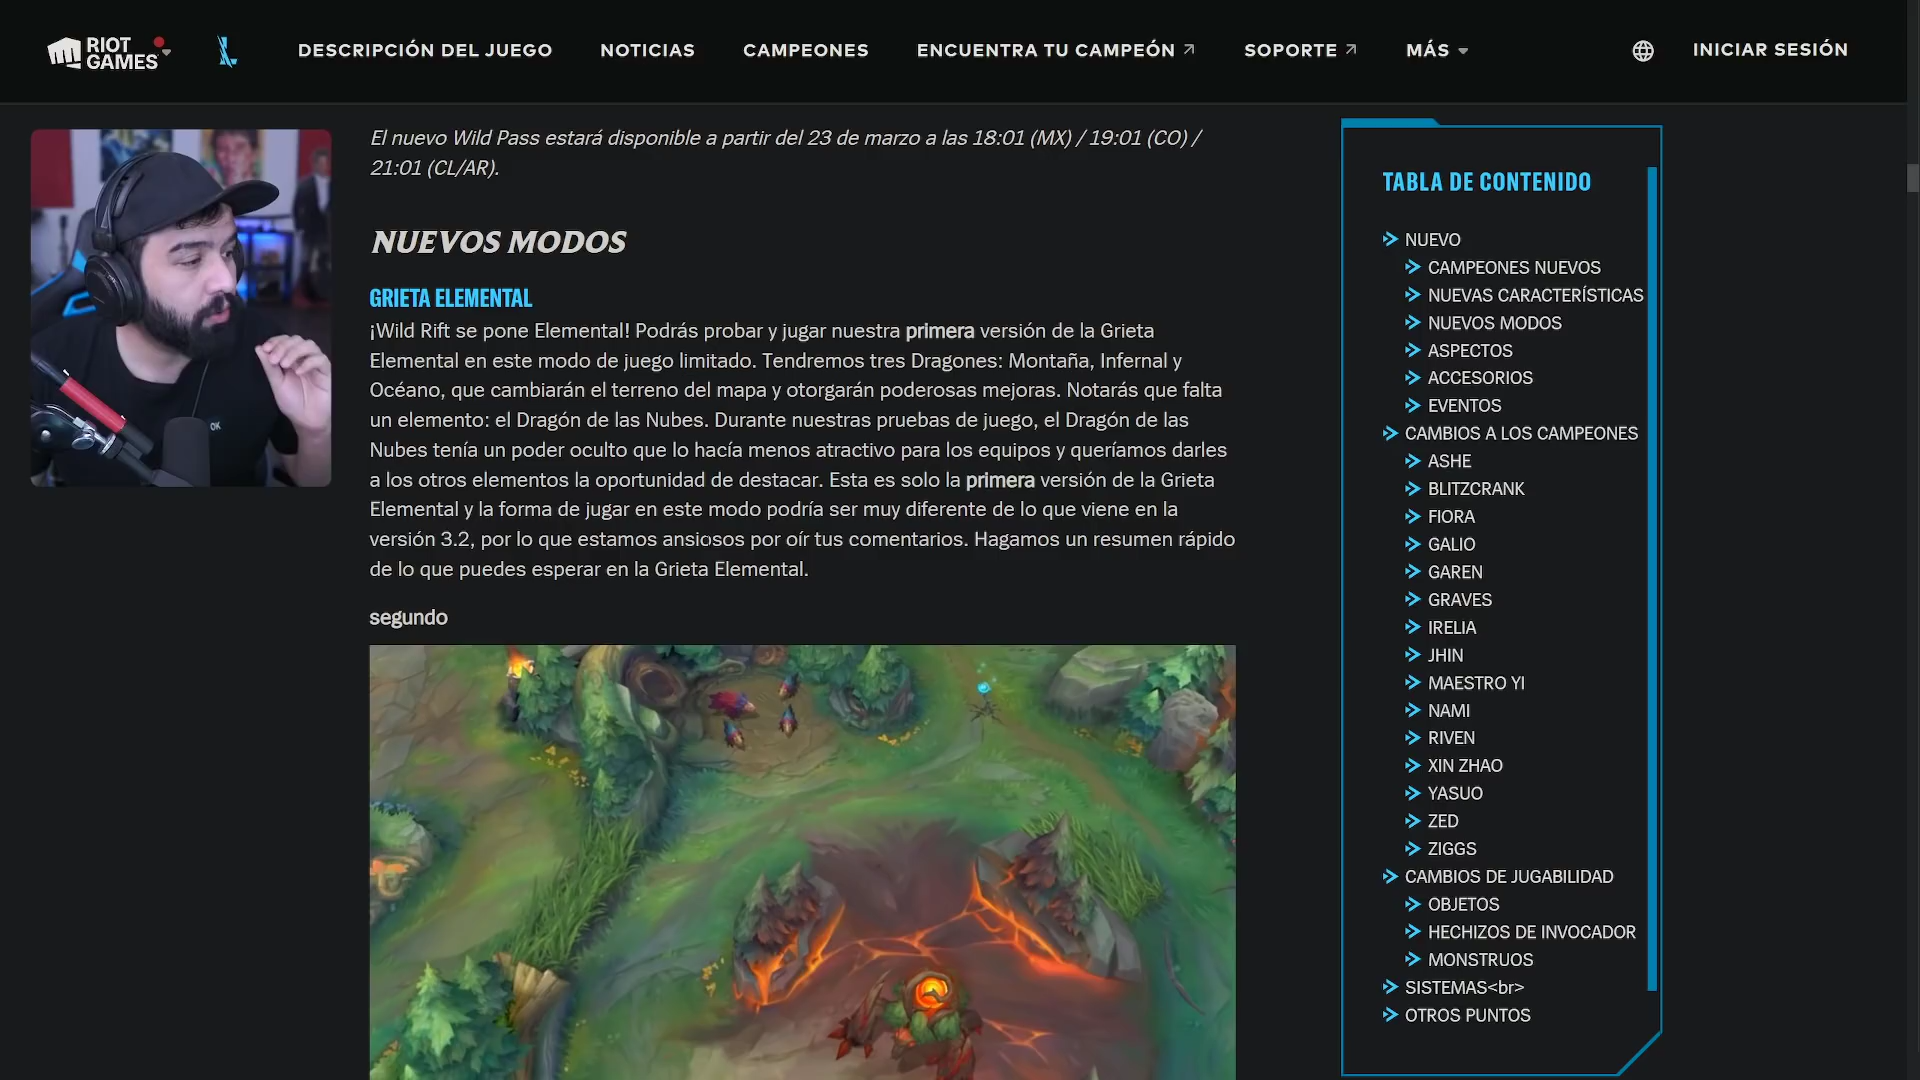 RIOT GAMES
DESCRIPCIÓN DEL JUEGO
NOTICIAS
CAMPEONES
ENCUENTRA TU CAMPEÓN
SOPORTE
MÁS
INICIAR SESIÓN
El nuevo Wild Pass estará disponible a partir del 23 de marzo a las 18:01 (MX) / 19:01 (CO) /
21:01 (CL/AR).
NUEVOS MODOS
GRIETA ELEMENTAL
¡Wild Rift se pone Elemental! Podrás probar y jugar nuestra primera versión de la Grieta
Elemental en este modo de juego limitado. Tendremos tres Dragones: Montaña, Infernal y
Océano, que cambiarán el terreno del mapa y otorgarán poderosas mejoras. Notarás que falta
un elemento: el Dragón de las Nubes. Durante nuestras pruebas de juego, el Dragón de las
Nubes tenía un poder oculto que lo hacía menos atractivo para los equipos y queríamos darles
a los otros elementos la oportunidad de destacar. Esta es solo la primera versión de la Grieta
Elemental y la forma de jugar en este modo podría ser muy diferente de lo que viene en la
versión 3.2, por lo que estamos ansiosos por oír tus comentarios. Hagamos un resumen rápido
de lo que puedes esperar en la Grieta Elemental.
segundo
TABLA DE CONTENIDO
NUEVO
CAMPEONES NUEVOS
NUEVAS CARACTERÍSTICAS
NUEVOS MODOS
ASPECTOS
ACCESORIOS
EVENTOS
CAMBIOS A LOS CAMPEONES
ASHE
BLITZCRANK
FIORA
GALIO
GAREN
GRAVES
IRELIA
JHIN
MAESTRO YI
NAMI
RIVEN
XIN ZHAO
YASUO
ZED
ZIGGS
CAMBIOS DE JUGABILIDAD
OBJETOS
HECHIZOS DE INVOCADOR
MONSTRUOS
SISTEMAS<br>
OTROS PUNTOS
OK